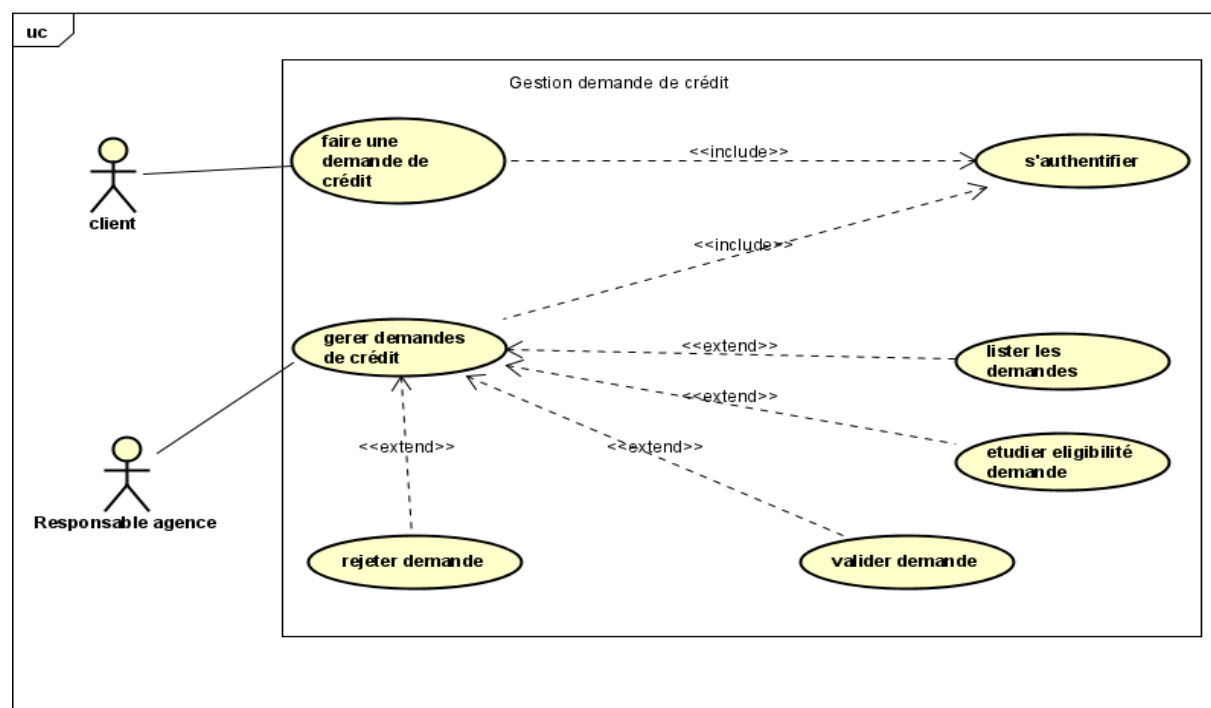 uc
Gestion demande de crédit
faire une
demande de
crédit
<<include>>
s'authentifier
client
<<include>>
gerer demandes
de crédit
<<extend>>
lister les
demandes
<<extend>>
etudier eligibilité
demande
<<extend>>
<<extend>>
Responsable agence
rejeter demande
valider demande